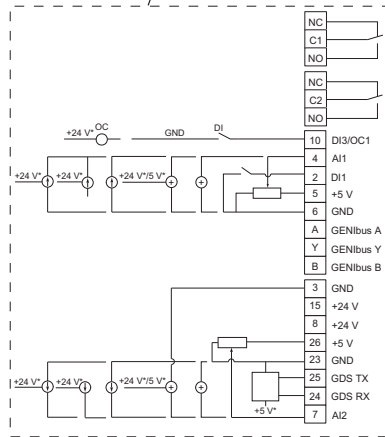 NC
C1
NO
NC
C2
NO
+24 V* OC GND DI 10 DI3/OC1
4 AI1
2 DI1
+24 V* +24 V* +24 V*/5 V* + + 5 +5 V
6 GND
A GENIbus A
Y GENIbus Y
B GENIbus B
3 GND
15 +24 V
8 +24 V
26 +5 V
23 GND
+24 V* +24 V* +24 V*/5 V* + + 25 GDS TX
24 GDS RX
+5 V* 7 AI2